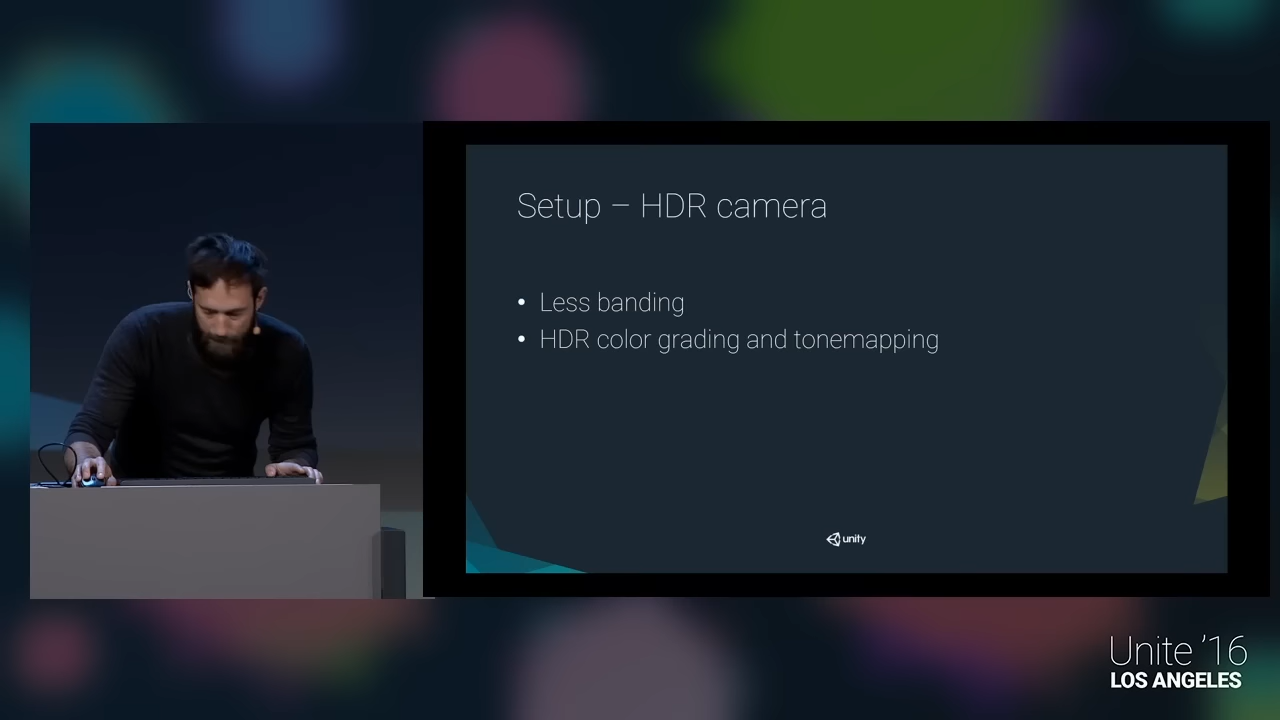 Setup – HDR camera
• Less banding
• HDR color grading and tonemapping
unity
Unite '16
LOS ANGELES